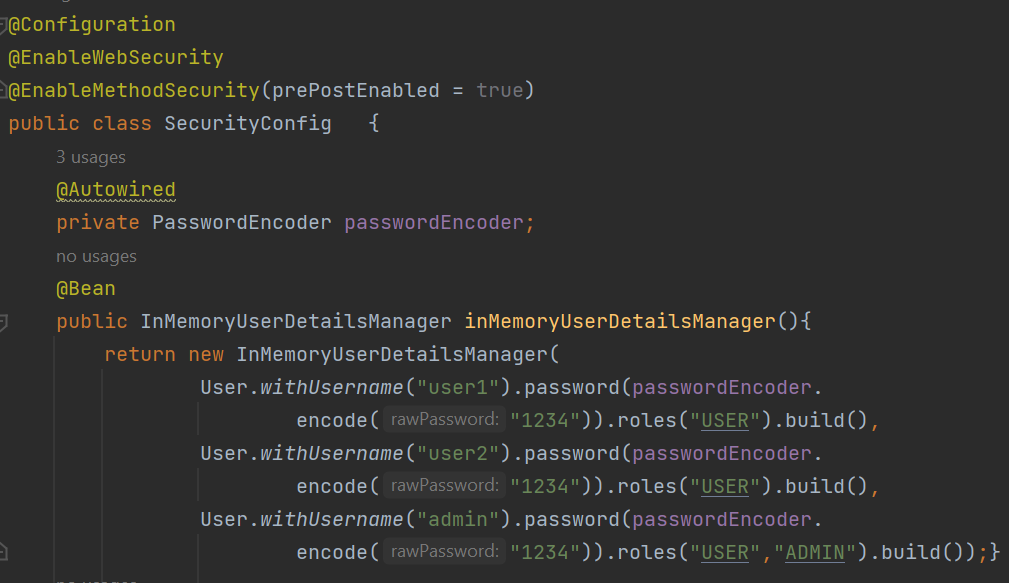 @Configuration
@EnableWebSecurity
@EnableMethodSecurity(prePostEnabled = true)
public class SecurityConfig   {
3 usages
@Autowired
private PasswordEncoder passwordEncoder;
no usages
@Bean
public InMemoryUserDetailsManager inMemoryUserDetailsManager(){
return new InMemoryUserDetailsManager(
User.withUsername("user1").password(passwordEncoder.
encode( rawPassword: "1234")).roles("USER").build(),
User.withUsername("user2").password(passwordEncoder.
encode( rawPassword: "1234")).roles("USER").build(),
User.withUsername("admin").password(passwordEncoder.
encode( rawPassword: "1234")).roles("USER","ADMIN").build());}